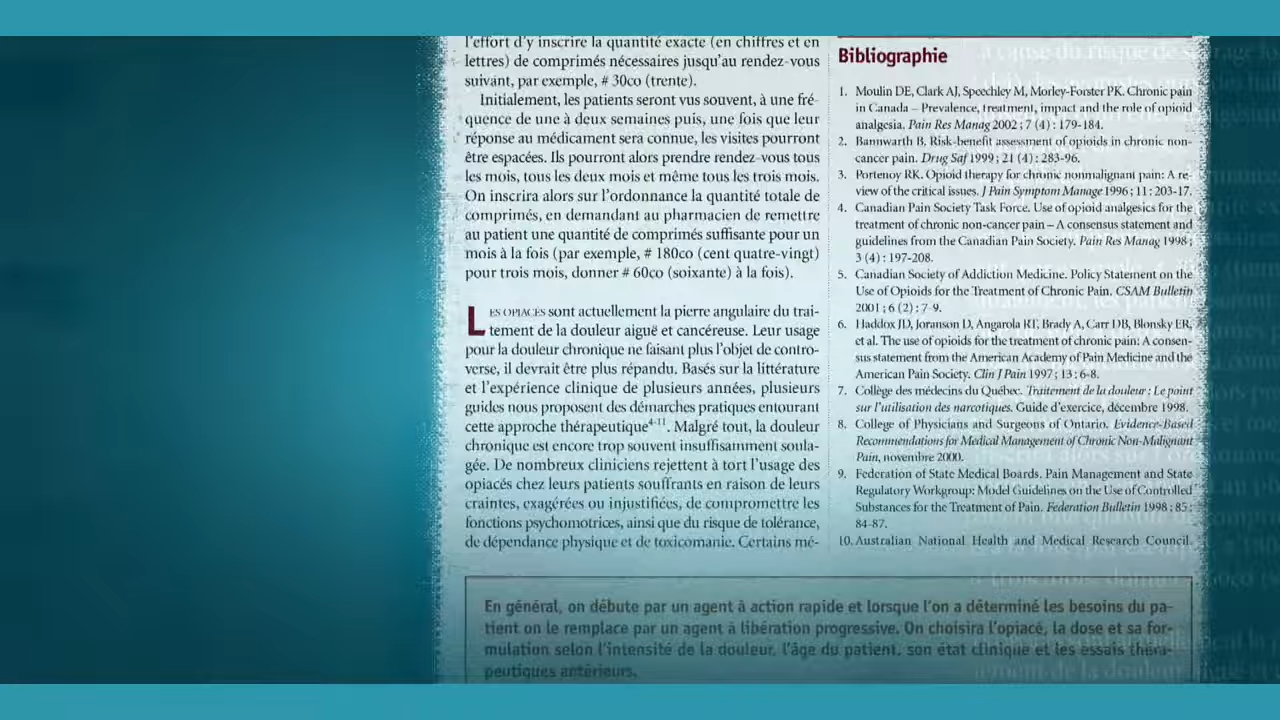 l'effort d'y inscrire la quantité exacte (en chiffres et en
lettres) de comprimés nécessaires jusqu'au rendez-vous
suivant, par exemple, # 30co (trente).
Initialement, les patients seront vus souvent, à une fré-
quence de une à deux semaines puis, une fois que leur
réponse au médicament sera connue, les visites pourront
être espacées. Ils pourront alors prendre rendez-vous tous
les mois, tous les deux mois et même tous les trois mois.
On inscrira alors sur l'ordonnance la quantité totale de
comprimés, en demandant au pharmacien de remettre
au patient une quantité de comprimés suffisante pour un
mois à la fois (par exemple, # 180co (cent quatre-vingt)
pour trois mois, donner # 60co (soixante) à la fois).
LES OPIACÉS sont actuellement la pierre angulaire du trai-
tement de la douleur aiguë et cancéreuse. Leur usage
pour la douleur chronique ne faisant plus l'objet de contro-
verse, il devrait être plus répandu. Basés sur la littérature
et l'expérience clinique de plusieurs années, plusieurs
guides nous proposent des démarches pratiques entourant
cette approche thérapeutique4-11. Malgré tout, la douleur
chronique est encore trop souvent insuffisamment soula-
gée. De nombreux cliniciens rejettent à tort l'usage des
opiacés chez leurs patients souffrants en raison de leurs
craintes, exagérées ou injustifiées, de compromettre les
fonctions psychomotrices, ainsi que du risque de tolérance,
de dépendance physique et de toxicomanie. Certains mé-
Bibliographie
1. Moulin DE, Clark AJ, Speechley M, Morley-Forster PK. Chronic pain
in Canada – Prevalence, treatment, impact and the role of opioid
analgesia. Pain Res Manag 2002 ; 7 (4) : 179-184.
2. Bannwarth B. Risk-benefit assessment of opioids in chronic non-
cancer pain. Drug Saf 1999 ; 21 (4) : 283-96.
3. Portenoy RK. Opioid therapy for chronic nonmalignant pain: A re-
view of the critical issues. J Pain Symptom Manage 1996 ; 11 : 203-17.
4. Canadian Pain Society Task Force. Use of opioid analgesics for the
treatment of chronic non-cancer pain – A consensus statement and
guidelines from the Canadian Pain Society. Pain Res Manag 1998 ;
3 (4) : 197-208.
5. Canadian Society of Addiction Medicine. Policy Statement on the
Use of Opioids for the Treatment of Chronic Pain. CSAM Bulletin
2001 ; 6 (2) : 7-9.
6. Haddox JD, Joranson D, Angarola RT, Brady A, Carr DB, Blonsky ER,
et al. The use of opioids for the treatment of chronic pain: A consen-
sus statement from the American Academy of Pain Medicine and the
American Pain Society. Clin J Pain 1997 ; 13 : 6-8.
7. Collège des médecins du Québec. Traitement de la douleur : Le point
sur l'utilisation des narcotiques. Guide d'exercice, décembre 1998.
8. College of Physicians and Surgeons of Ontario. Evidence-Based
Recommendations for Medical Management of Chronic Non-Malignant
Pain, novembre 2000.
9. Federation of State Medical Boards. Pain Management and State
Regulatory Workgroup: Model Guidelines on the Use of Controlled
Substances for the Treatment of Pain. Federation Bulletin 1998 ; 85 :
84-87.
10. Australian National Health and Medical Research Council.
En général, on débute par un agent à action rapide et lorsque l'on a déterminé les besoins du pa-
tient on le remplace par un agent à libération progressive. On choisira l'opiacé, la dose et sa for-
mulation selon l'intensité de la douleur, l'âge du patient, son état clinique et les essais théra-
peutiques antérieurs.